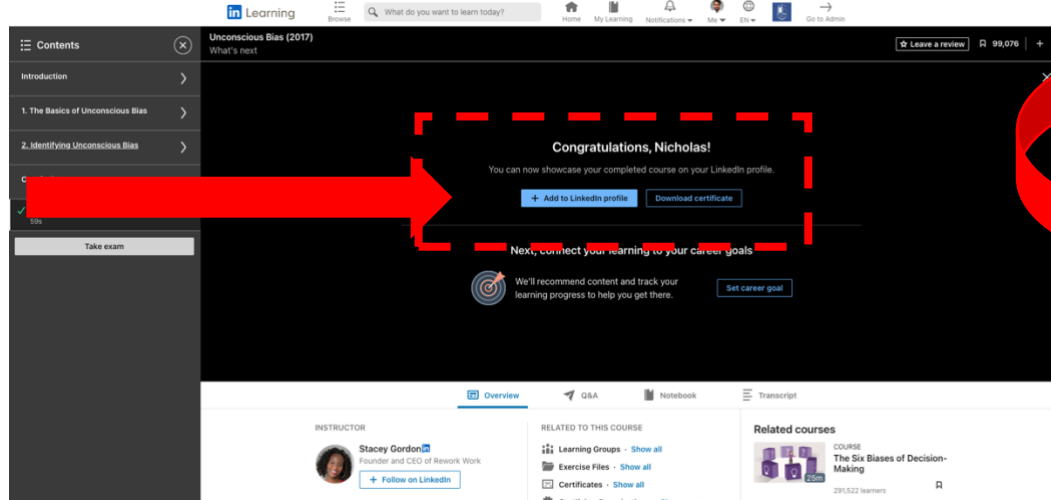 in Learning
Browse
What do you want to learn today?
Home
My Learning
Notifications
Me
EN
Go to Admin
Contents
Unconscious Bias (2017)
What's next
Leave a review
99,076
Introduction
1. The Basics of Unconscious Bias
2. Identifying Unconscious Bias
59s
Take exam
Congratulations, Nicholas!
You can now showcase your completed course on your LinkedIn profile.
+ Add to LinkedIn profile
Download certificate
Next, connect your learning to your career goals
We'll recommend content and track your
learning progress to help you get there.
Set career goal
Overview
Q&A
Notebook
Transcript
INSTRUCTOR
Stacey Gordon in
Founder and CEO of Rework Work
+ Follow on LinkedIn
RELATED TO THIS COURSE
Learning Groups · Show all
Exercise Files · Show all
Certificates · Show all
Related courses
25m
COURSE
The Six Biases of Decision-
Making
291,522 learners